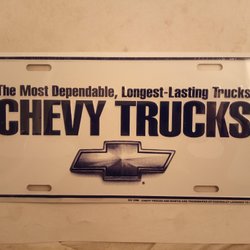 The Most Dependable, Longest-Lasting Trucks
CHEVY TRUCKS